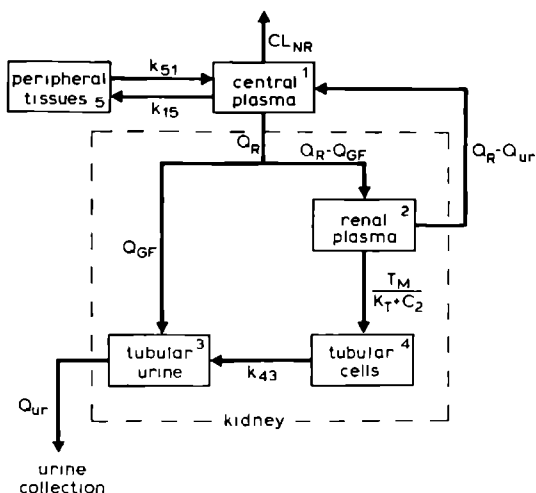 CL_NR
k_51
peripheral
tissues 5
k_15
central 1
plasma
Q_R
Q_R-Q_GF
Q_R-Q_ur
renal 2
plasma
Q_GF
T_M
K_T+C_2
tubular 3
urine
k_43
tubular 4
cells
Q_ur
kidney
urine
collection